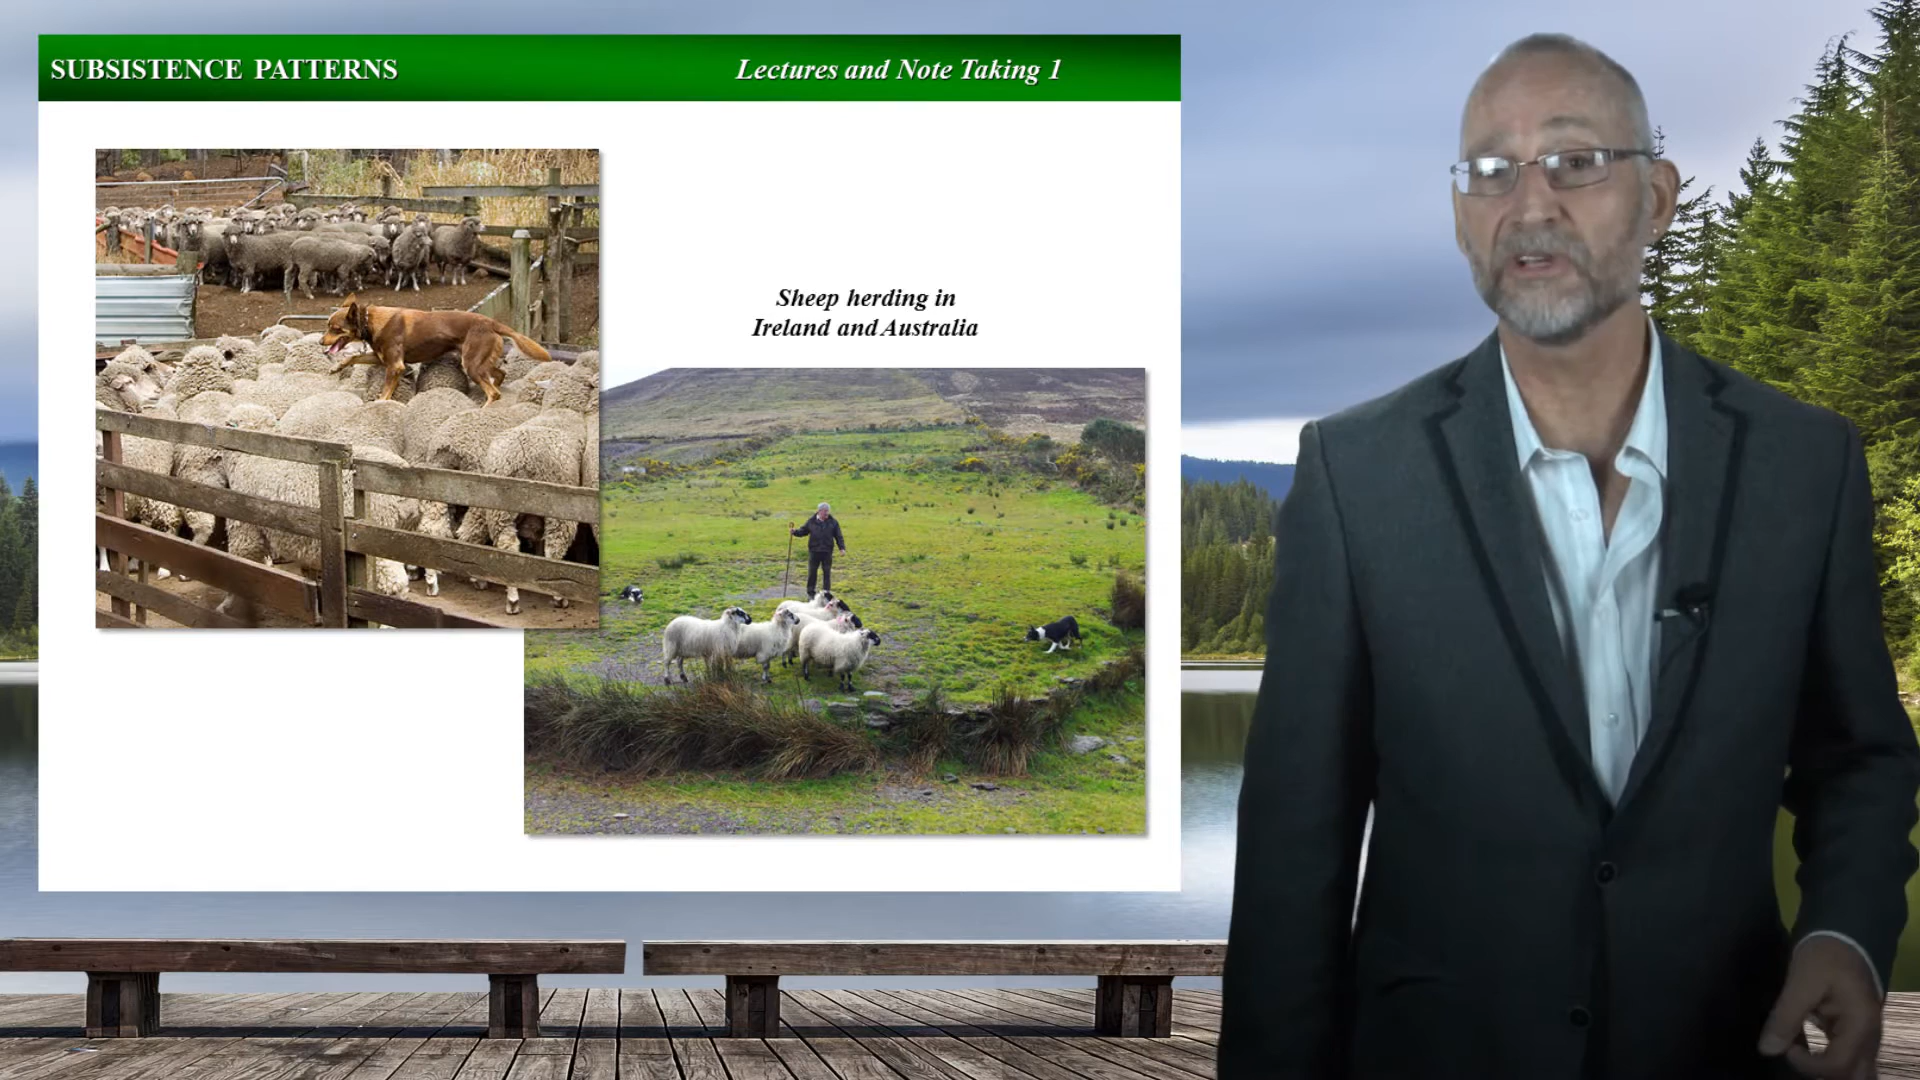 SUBSISTENCE PATTERNS
Lectures and Note Taking 1
Sheep herding in
Ireland and Australia